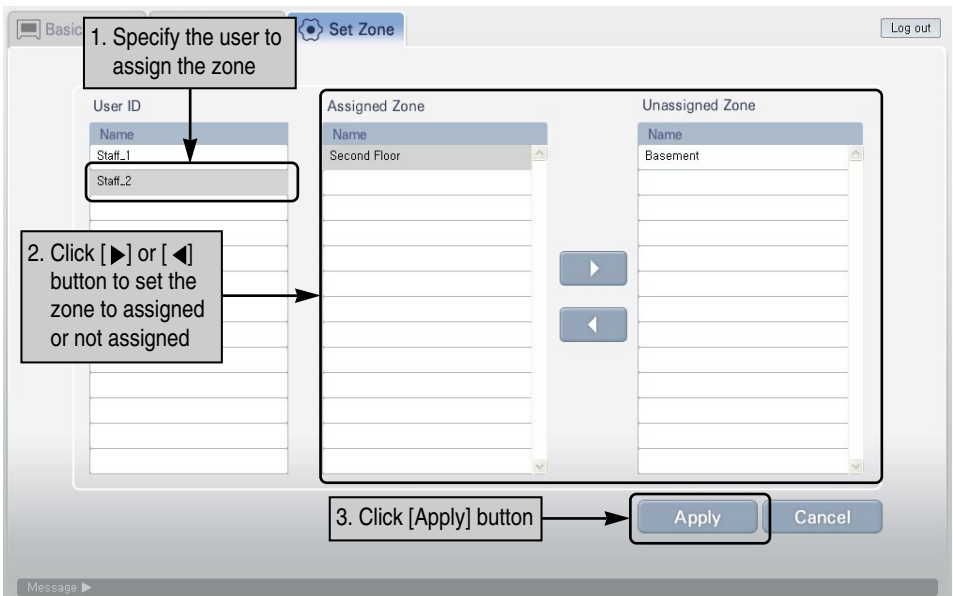 Basic
Set Zone
Log out
1. Specify the user to
assign the zone
User ID
Assigned Zone
Unassigned Zone
Name
Name
Name
Staff_1
Second Floor
Basement
Staff_2
2. Click [▶] or [◀]
button to set the
zone to assigned
or not assigned
3. Click [Apply] button
Apply
Cancel
Message ▶